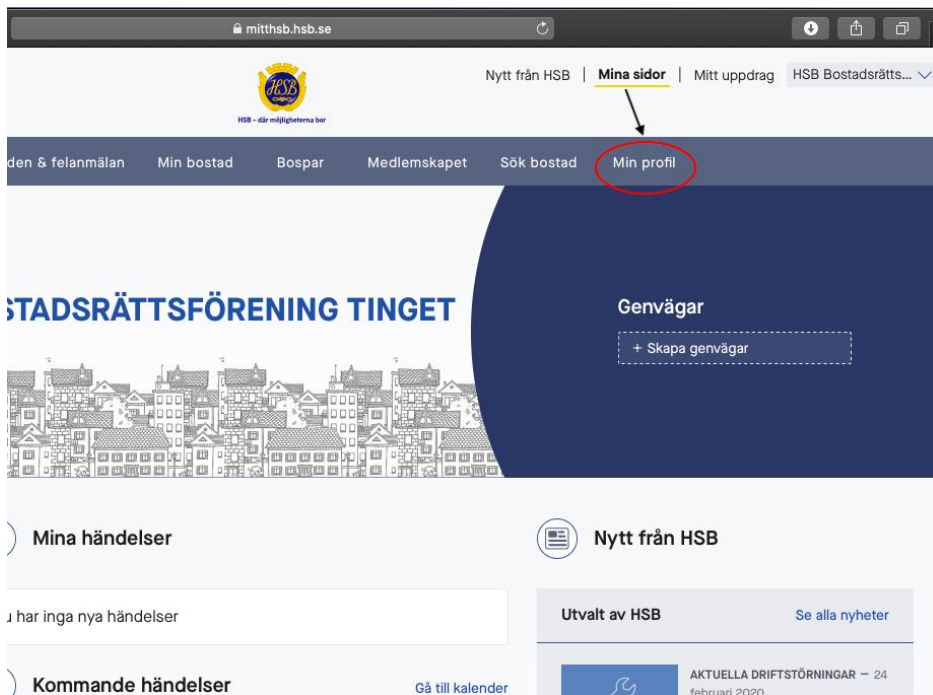 mitthsb.hsb.se
Nytt från HSB | Mina sidor | Mitt uppdrag HSB Bostadsrätts...
HSB
HSB – där möjligheterna bor
den & felanmälan Min bostad Bospar Medlemskapet Sök bostad Min profil
STADSRÄTTSFÖRENING TINGET
Genvägar
+ Skapa genvägar
Mina händelser
Nytt från HSB
u har inga nya händelser
Utvalt av HSB Se alla nyheter
Kommande händelser Gå till kalender
AKTUELLA DRIFTSTÖRNINGAR – 24
februari 2020